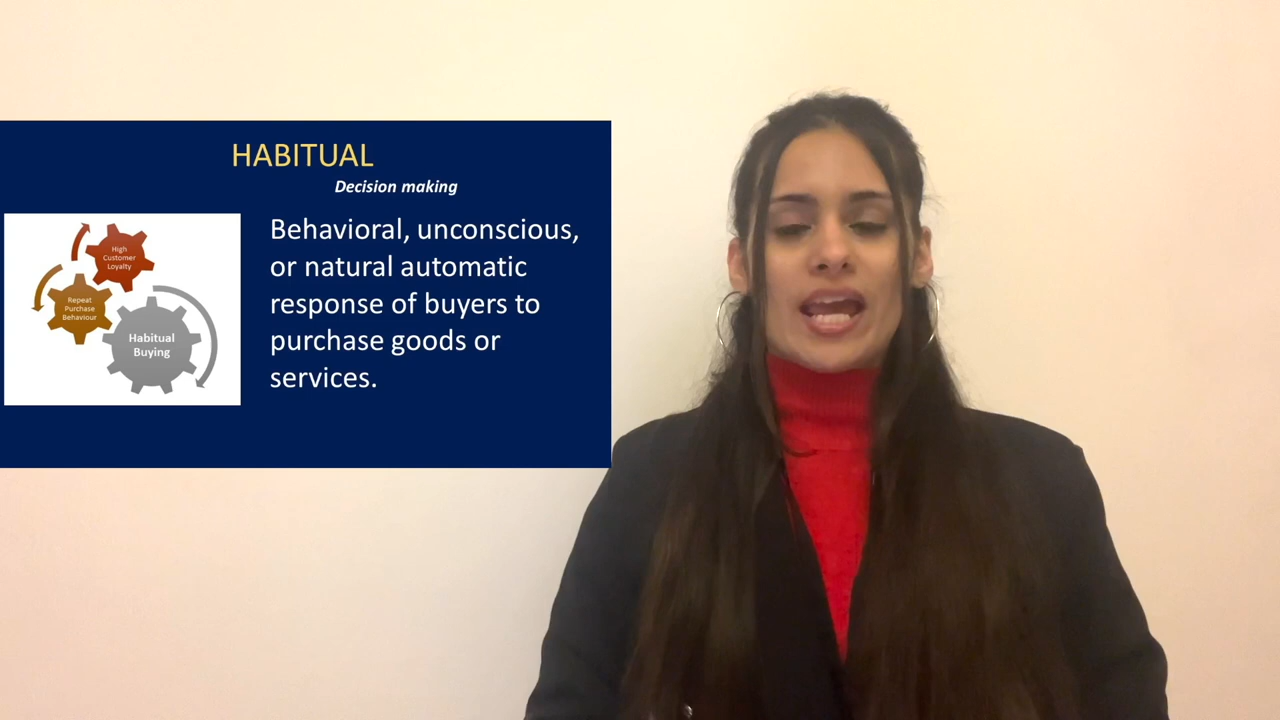 HABITUAL
Decision making
High
Customer
Loyalty
Repeat
Purchase
Behaviour
Habitual
Buying
Behavioral, unconscious,
or natural automatic
response of buyers to
purchase goods or
services.